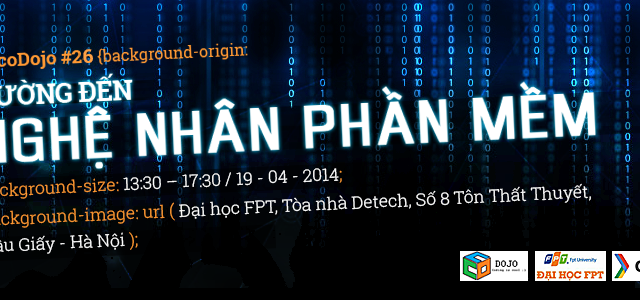 coDojo #26 {background-origin:
ƯỜNG ĐẾN
NGHỆ NHÂN PHẦN MỀM
ckground-size: 13:30 – 17:30 / 19 - 04 - 2014;
ackground-image: url ( Đại học FPT, Tòa nhà Detech, Số 8 Tôn Thất Thuyết,
ầu Giấy - Hà Nội );
DOJO
FPT Fpt University
ĐẠI HỌC FPT